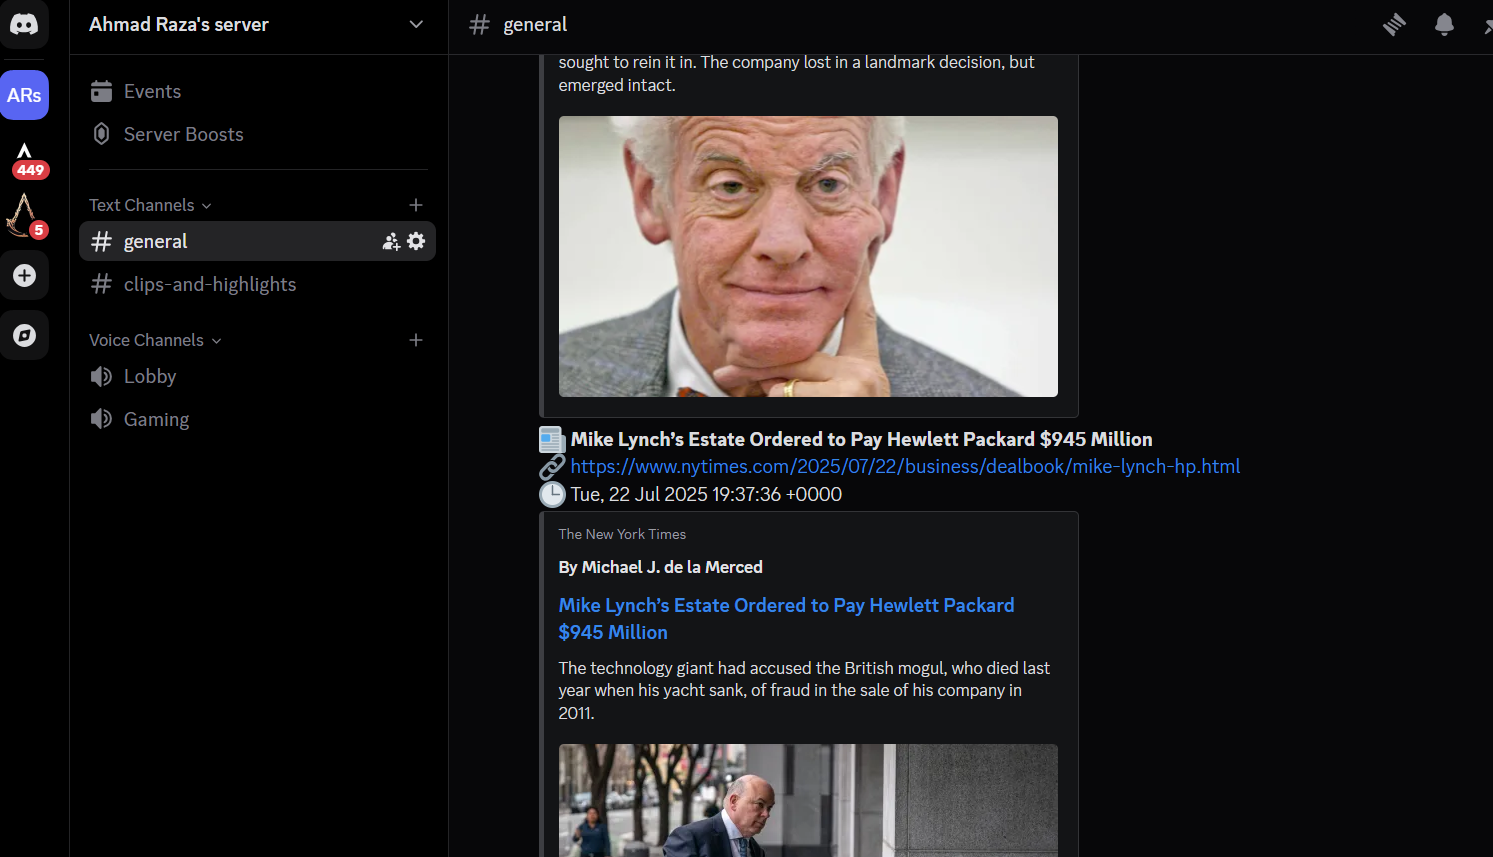 Ahmad Raza's server
general
ARs
Events
Server Boosts
449
5
Text Channels
general
clips-and-highlights
Voice Channels
Lobby
Gaming
sought to rein it in. The company lost in a landmark decision, but
emerged intact.
Mike Lynch’s Estate Ordered to Pay Hewlett Packard $945 Million
https://www.nytimes.com/2025/07/22/business/dealbook/mike-lynch-hp.html
Tue, 22 Jul 2025 19:37:36 +0000
The New York Times
By Michael J. de la Merced
Mike Lynch’s Estate Ordered to Pay Hewlett Packard
$945 Million
The technology giant had accused the British mogul, who died last
year when his yacht sank, of fraud in the sale of his company in
2011.